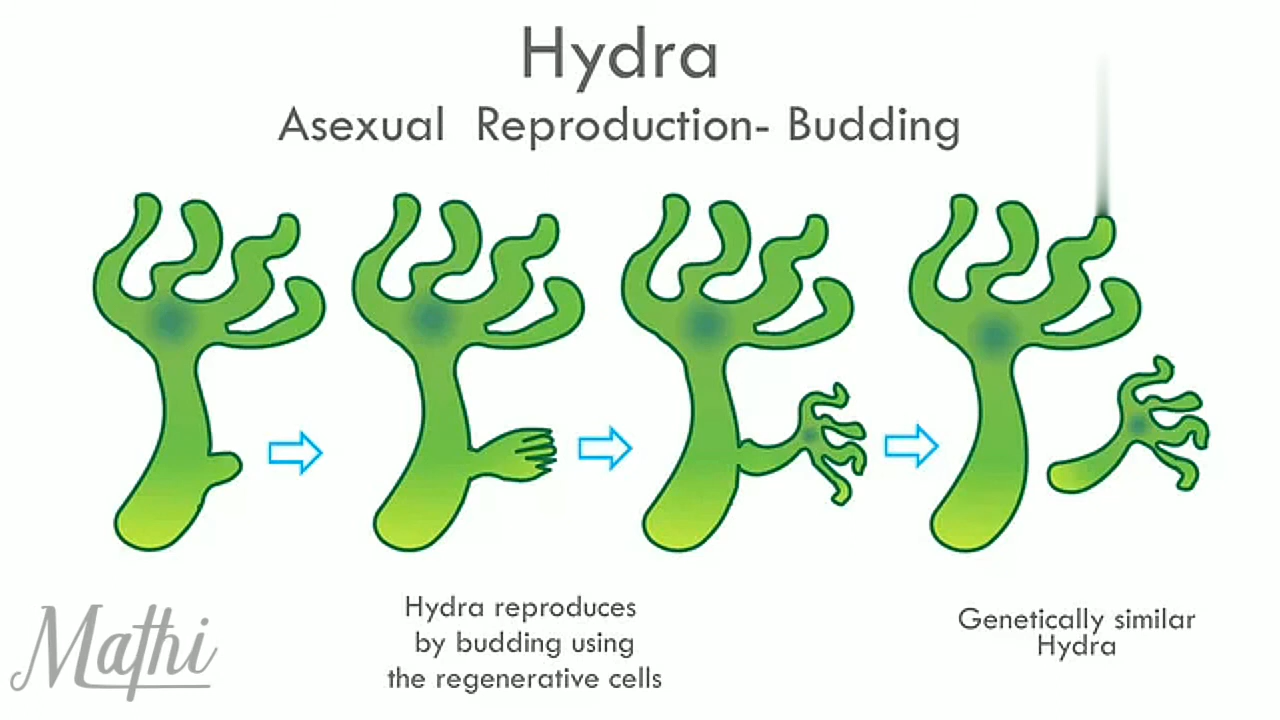 Hydra
Asexual Reproduction- Budding
Hydra reproduces
by budding using
the regenerative cells
Genetically similar
Hydra
Mathi